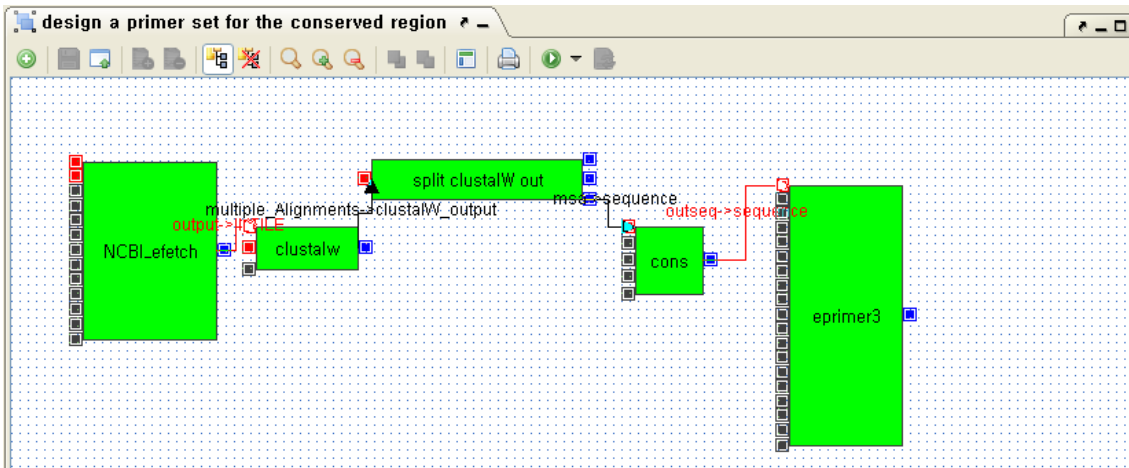 design a primer set for the conserved region
split clustalW out
msa->sequence
multiple_Alignments->clustalW_output
outseq->sequence
output->INFILE
NCBI_efetch
clustalw
cons
eprimer3